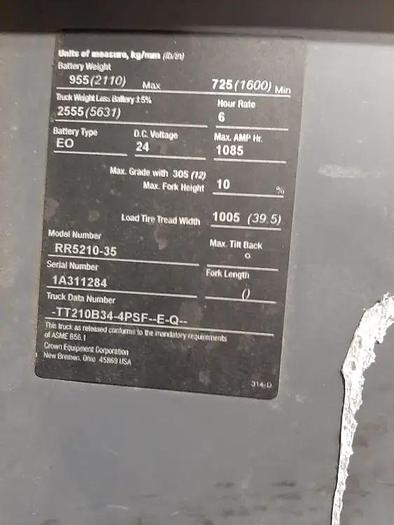 Units of measure, kg/mm (lb/in)
Battery Weight
955 (2110) Max 725 (1600) Min
Truck Weight Less Battery ±5% Hour Rate
2555 (5631) 6
Battery Type D.C. Voltage Max. AMP Hr.
EO 24 1085
Max. Grade with 305 (12)
Max. Fork Height 10 %
Load Tire Tread Width 1005 (39.5)
Model Number Max. Tilt Back
RR5210-35 °
Serial Number Fork Length
1A311284 ()
Truck Data Number
-TT210B34-4PSF--E-Q--
This truck as released conforms to the mandatory requirements
of ASME B56.1
Crown Equipment Corporation
New Bremen, Ohio 45869 USA
314-D